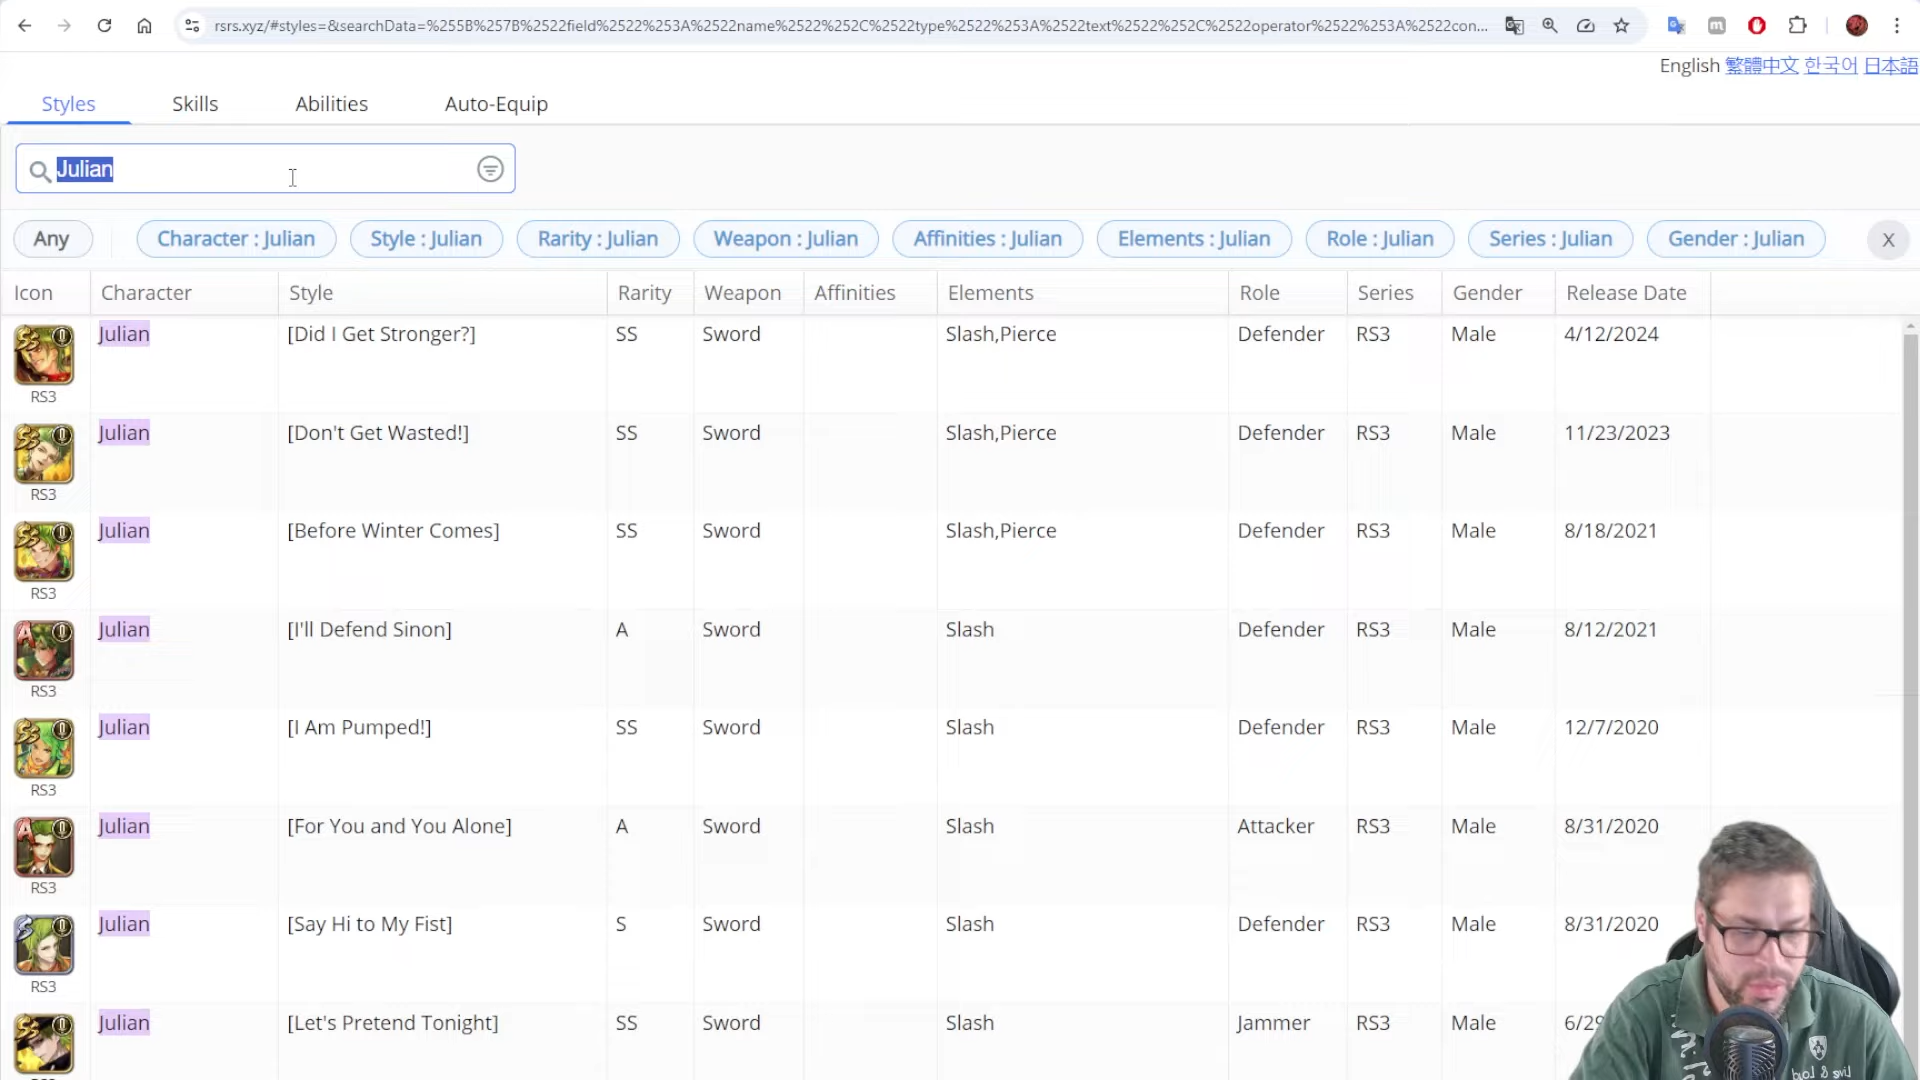 rsrs.xyz/#styles=&searchData=%255B%257B%2522field%2522%253A%2522name%2522%252C%2522type%2522%253A%2522text%2522%252C%2522operator%2522%253A%2522con...
English 繁體中文 한국어 日本語
Styles Skills Abilities Auto-Equip
Julian
Any Character : Julian Style : Julian Rarity : Julian Weapon : Julian Affinities : Julian Elements : Julian Role : Julian Series : Julian Gender : Julian X
Icon Character Style Rarity Weapon Affinities Elements Role Series Gender Release Date
Julian [Did I Get Stronger?] SS Sword Slash,Pierce Defender RS3 Male 4/12/2024
RS3
Julian [Don't Get Wasted!] SS Sword Slash,Pierce Defender RS3 Male 11/23/2023
RS3
Julian [Before Winter Comes] SS Sword Slash,Pierce Defender RS3 Male 8/18/2021
RS3
Julian [I'll Defend Sinon] A Sword Slash Defender RS3 Male 8/12/2021
RS3
Julian [I Am Pumped!] SS Sword Slash Defender RS3 Male 12/7/2020
RS3
Julian [For You and You Alone] A Sword Slash Attacker RS3 Male 8/31/2020
RS3
Julian [Say Hi to My Fist] S Sword Slash Defender RS3 Male 8/31/2020
RS3
Julian [Let's Pretend Tonight] SS Sword Slash Jammer RS3 Male